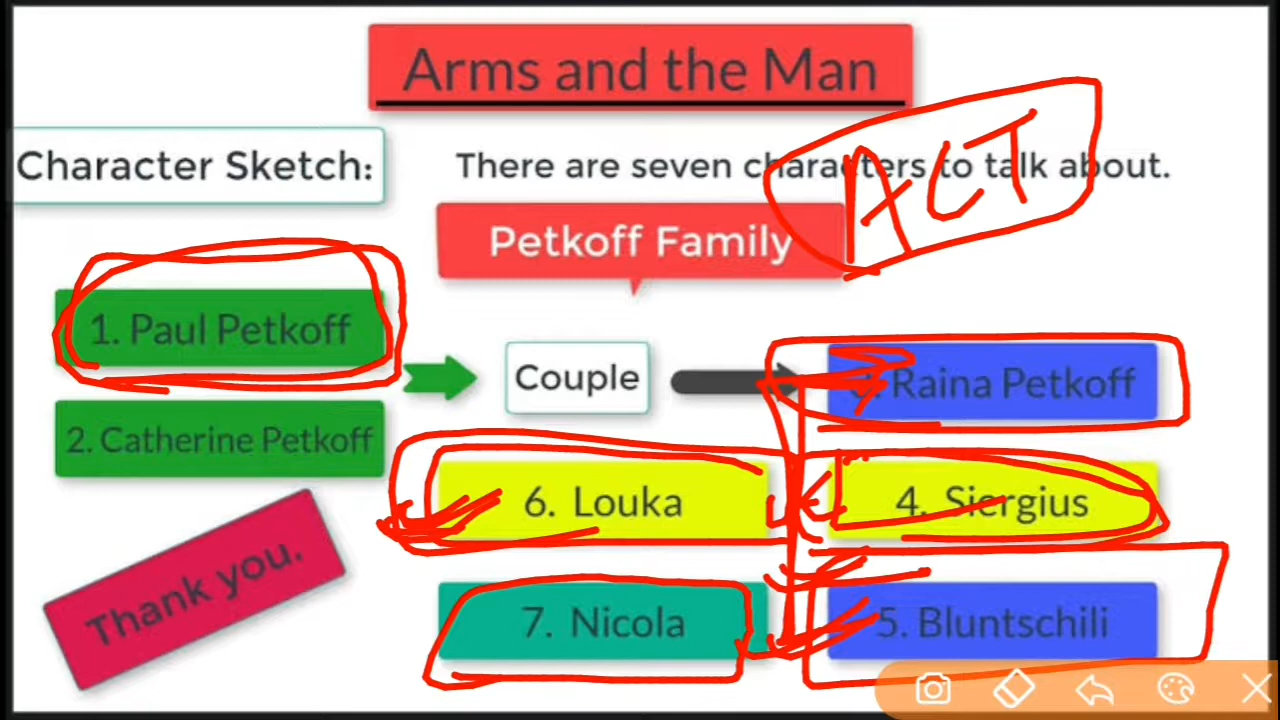 Arms and the Man
Character Sketch:
There are seven characters to talk about.
ACT
Petkoff Family
1. Paul Petkoff
Couple
3. Raina Petkoff
2. Catherine Petkoff
6. Louka
4. Siergius
Thank you.
7. Nicola
5. Bluntschili